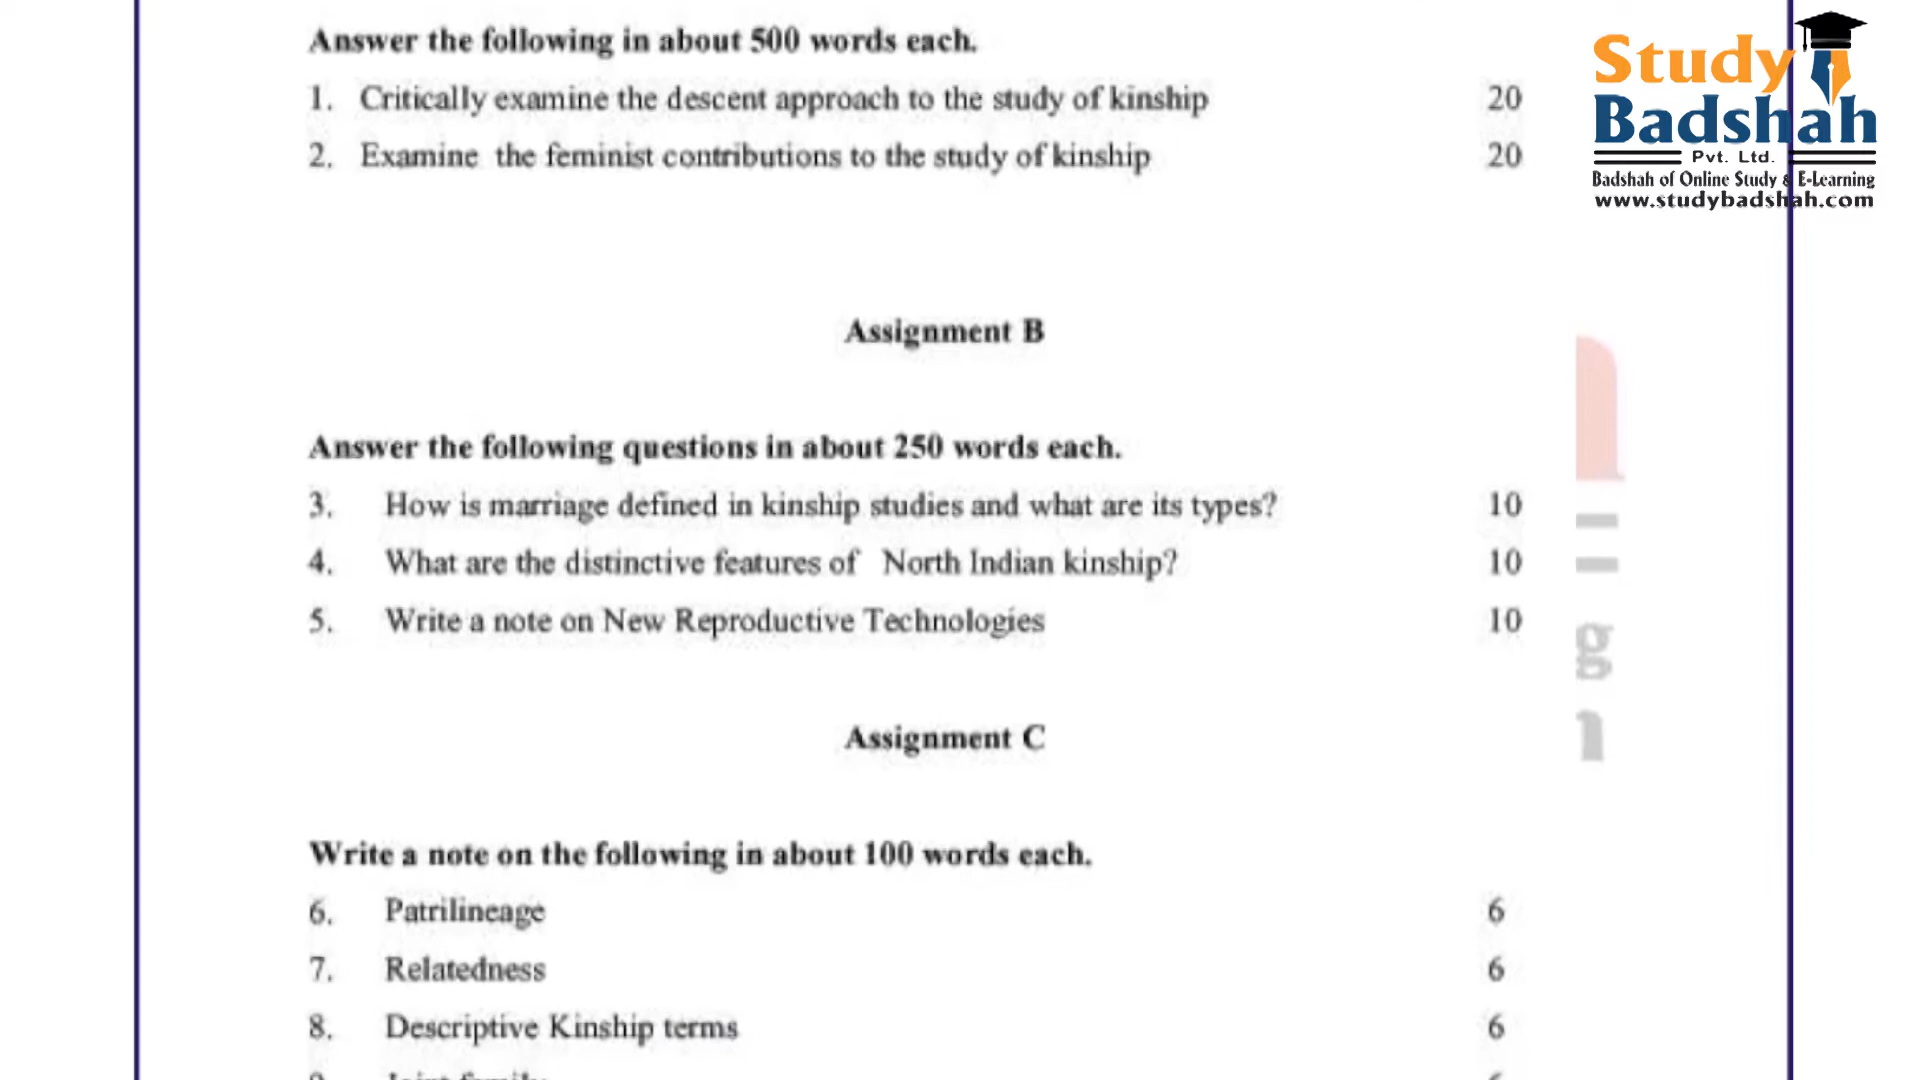 Answer the following in about 500 words each.
1. Critically examine the descent approach to the study of kinship 20
2. Examine the feminist contributions to the study of kinship 20
Study
Badshah
Pvt. Ltd.
Badshah of Online Study & E-Learning
www.studybadshah.com
Assignment B
Answer the following questions in about 250 words each.
3. How is marriage defined in kinship studies and what are its types? 10
4. What are the distinctive features of North Indian kinship? 10
5. Write a note on New Reproductive Technologies 10
g
Assignment C
Write a note on the following in about 100 words each.
6. Patrilineage 6
7. Relatedness 6
8. Descriptive Kinship terms 6